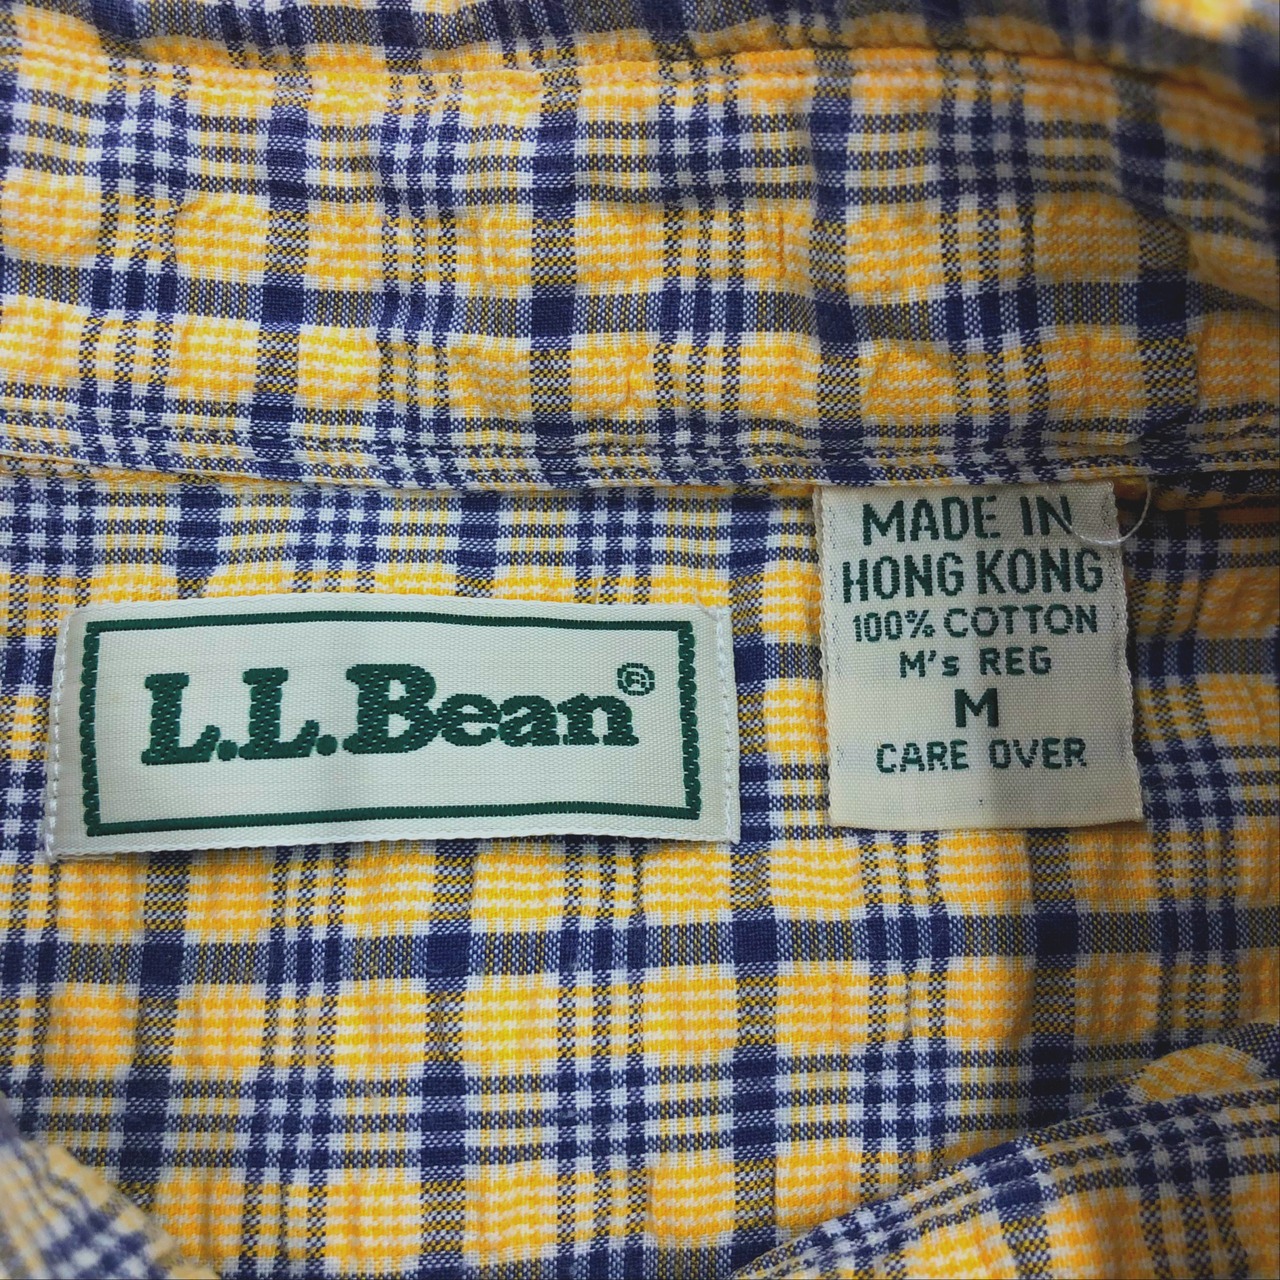 L.L.Bean®
MADE IN
HONG KONG
100% COTTON
M's REG
M
CARE OVER